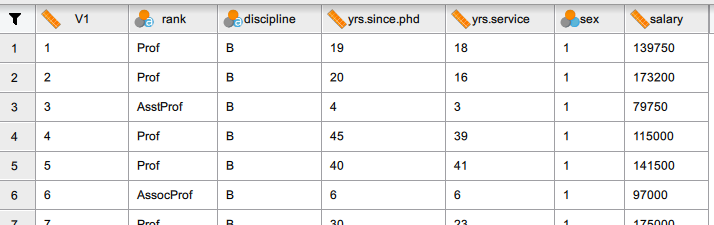 V1 rank discipline yrs.since.phd yrs.service sex salary
1 1 Prof B 19 18 1 139750
2 2 Prof B 20 16 1 173200
3 3 AsstProf B 4 3 1 79750
4 4 Prof B 45 39 1 115000
5 5 Prof B 40 41 1 141500
6 6 AssocProf B 6 6 1 97000
7 7 Prof B 30 23 1 175000